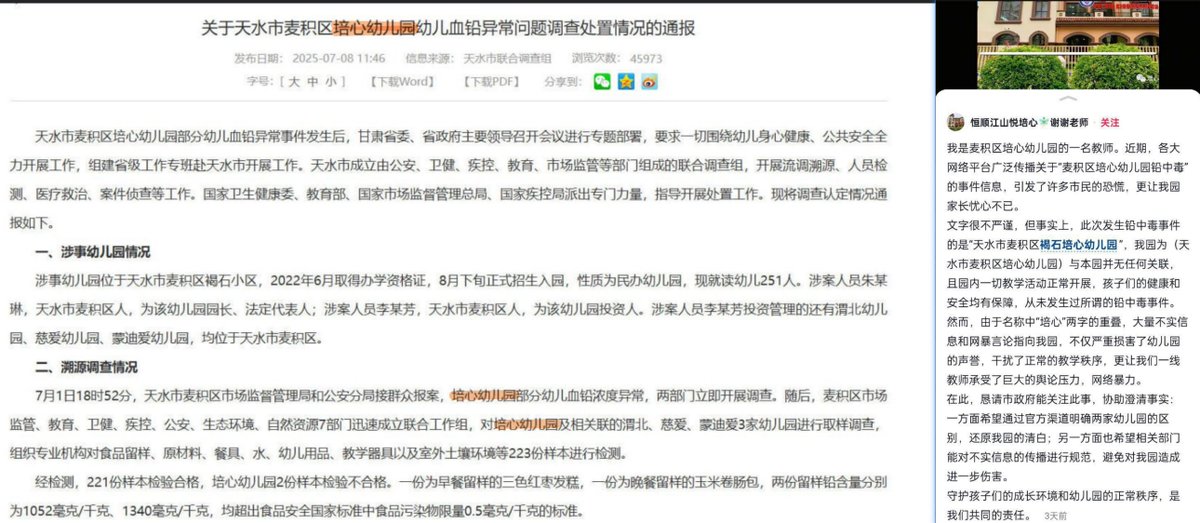 关于天水市麦积区培心幼儿园幼儿血铅异常问题调查处置情况的通报
发布日期： 2025-07-08 11:46 信息来源： 天水市联合调查组 浏览次数： 45973
字号：[ 大 中 小 ] 【下载Word】 【下载PDF】 分享到：
天水市麦积区培心幼儿园部分幼儿血铅异常事件发生后，甘肃省委、省政府主要领导召开会议进行专题部署，要求一切围绕幼儿身心健康、公共安全全
力开展工作，组建省级工作专班赴天水市开展工作。天水市成立由公安、卫健、疾控、教育、市场监管等部门组成的联合调查组，开展流调溯源、人员检
测、医疗救治、案件侦查等工作。国家卫生健康委、教育部、国家市场监督管理总局、国家疾控局派出专门力量，指导开展处置工作。现将调查认定情况通
报如下。
一、涉事幼儿园情况
涉事幼儿园位于天水市麦积区褐石小区，2022年6月取得办学资格证，8月下旬正式招生入园，性质为民办幼儿园，现就读幼儿251人。涉案人员朱某
琳，天水市麦积区人，为该幼儿园园长、法定代表人；涉案人员李某芳，天水市麦积区人，为该幼儿园投资人。涉案人员李某芳投资管理的还有渭北幼儿
园、慈爱幼儿园、蒙迪爱幼儿园，均位于天水市麦积区。
二、溯源调查情况
7月1日18时52分，天水市麦积区市场监督管理局和公安分局接群众报案，培心幼儿园部分幼儿血铅浓度异常，两部门立即开展调查。随后，麦积区市场
监管、教育、卫健、疾控、公安、生态环境、自然资源7部门迅速成立联合工作组，对培心幼儿园及相关联的渭北、慈爱、蒙迪爱3家幼儿园进行取样调查，
组织专业机构对食品留样、原材料、餐具、水、幼儿用品、教学器具以及室外土壤环境等223份样本进行检测。
经检测，221份样本检验合格，培心幼儿园2份样本检验不合格。一份为早餐留样的三色红枣发糕，一份为晚餐留样的玉米卷肠包，两份留样铅含量分别
为1052毫克/千克、1340毫克/千克，均超出食品安全国家标准中食品污染物限量0.5毫克/千克的标准。
恒顺江山悦培心谢谢老师 · 关注
我是麦积区培心幼儿园的一名教师。近期，各大
网络平台广泛传播关于“麦积区培心幼儿园铅中毒”
的事件信息，引发了许多市民的恐慌，更让我园
家长忧心不已。
文字很不严谨，但事实上，此次发生铅中毒事件
的是“天水市麦积区褐石培心幼儿园”，我园为（天
水市麦积区培心幼儿园）与本园并无任何关联，
且园内一切教学活动正常开展，孩子们的健康和
安全均有保障，从未发生过所谓的铅中毒事件。
然而，由于名称中“培心”两字的重叠，大量不实信
息和网暴言论指向我园，不仅严重损害了幼儿园
的声誉，干扰了正常的教学秩序，更让我们一线
教师承受了巨大的舆论压力，网络暴力。
在此，恳请市政府能关注此事，协助澄清事实：
一方面希望通过官方渠道明确两家幼儿园的区
别，还原我园的清白；另一方面也希望相关部门
能对不实信息的传播进行规范，避免对我园造成
进一步伤害。
守护孩子们的成长环境和幼儿园的正常秩序，是
我们共同的责任。 3天前